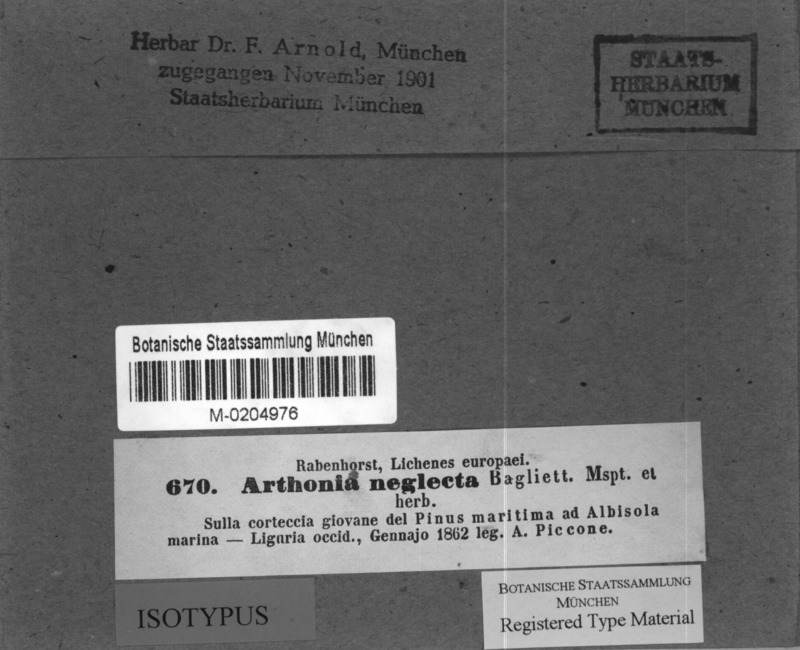 Herbar Dr. F. Arnold, München
zugegangen November 1901
Staatsherbarium München
STAATS-
HERBARIUM
MÜNCHEN
Botanische Staatssammlung München
M-0204976
Rabenhorst, Lichenes europaei.
670. Arthonia neglecta Bagliett. Mspt. et
herb.
Sulla corteccia giovane del Pinus maritima ad Albisola
marina — Liguria occid., Gennajo 1862 leg. A. Piccone.
ISOTYPUS
BOTANISCHE STAATSSAMMLUNG
MÜNCHEN
Registered Type Material